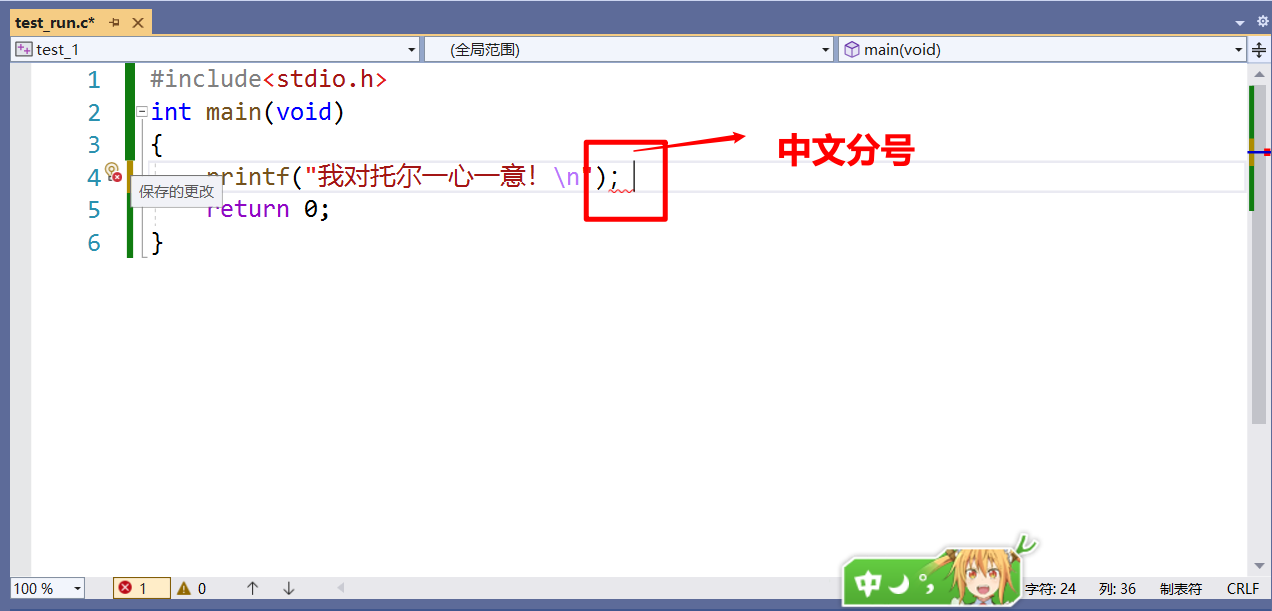 test_run.c*
test_1 (全局范围) main(void)
1 #include<stdio.h>
2 int main(void)
3 {
4 printf("我对托尔一心一意！\n")；
中文分号
保存的更改
5 return 0;
6 }
中
100 % 1 0 字符: 24 列: 36 制表符 CRLF